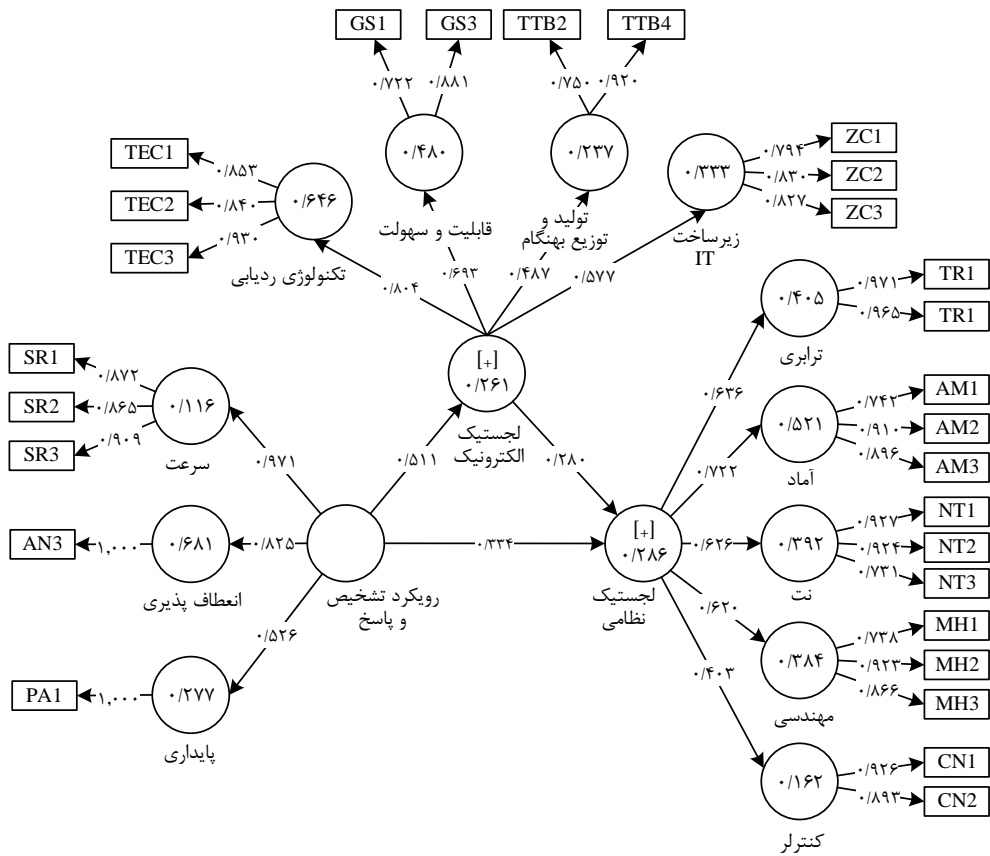 GS1
GS3
TTB2
TTB4
۰/۷۲۲
۰/۸۸۱
۰/۷۵۰
۰/۹۲۰
TEC1
TEC2
TEC3
۰/۸۵۳
۰/۸۴۰
۰/۹۳۰
۰/۶۴۶
تکنولوژی ردیابی
۰/۴۸۰
قابلیت و سهولت
۰/۲۳۷
تولید و
توزیع بهنگام
۰/۳۳۳
زیرساخت
IT
۰/۷۹۴
۰/۸۳۰
۰/۸۲۷
ZC1
ZC2
ZC3
۰/۸۰۴
۰/۶۹۳
۰/۴۸۷
۰/۵۷۷
[+]
۰/۲۶۱
لجستیک
الکترونیک
SR1
SR2
SR3
۰/۸۷۲
۰/۸۶۵
۰/۹۰۹
۰/۱۱۶
سرعت
۰/۹۷۱
۰/۵۱۱
۰/۲۸۰
AN3
۱,۰۰۰
۰/۶۸۱
انعطاف پذیری
۰/۸۲۵
رویکرد تشخیص
و پاسخ
۰/۳۳۴
[+]
۰/۲۸۶
لجستیک
نظامی
PA1
۱,۰۰۰
۰/۲۷۷
پایداری
۰/۵۲۶
۰/۶۳۶
۰/۷۲۲
۰/۶۲۶
۰/۶۲۰
۰/۴۰۳
۰/۴۰۵
ترابری
۰/۹۷۱
۰/۹۶۵
TR1
TR1
۰/۵۲۱
آماد
۰/۷۴۲
۰/۹۱۰
۰/۸۹۶
AM1
AM2
AM3
۰/۳۹۲
نت
۰/۹۲۷
۰/۹۲۴
۰/۷۳۱
NT1
NT2
NT3
۰/۳۸۴
مهندسی
۰/۷۳۸
۰/۹۲۳
۰/۸۶۶
MH1
MH2
MH3
۰/۱۶۲
کنترلر
۰/۹۲۶
۰/۸۹۳
CN1
CN2